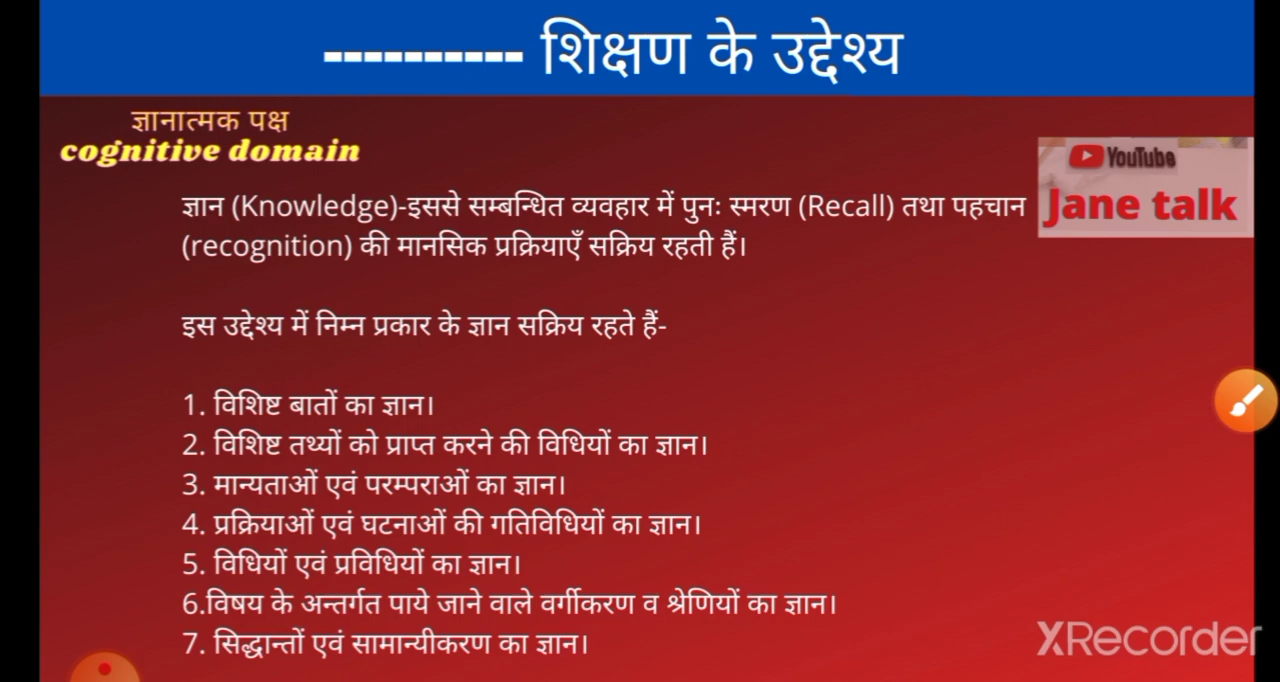 ---------- शिक्षण के उद्देश्य
ज्ञानात्मक पक्ष
cognitive domain
YouTube
Jane talk
ज्ञान (Knowledge)-इससे सम्बन्धित व्यवहार में पुनः स्मरण (Recall) तथा पहचान
(recognition) की मानसिक प्रक्रियाएँ सक्रिय रहती हैं।
इस उद्देश्य में निम्न प्रकार के ज्ञान सक्रिय रहते हैं-
1. विशिष्ट बातों का ज्ञान।
2. विशिष्ट तथ्यों को प्राप्त करने की विधियों का ज्ञान।
3. मान्यताओं एवं परम्पराओं का ज्ञान।
4. प्रक्रियाओं एवं घटनाओं की गतिविधियों का ज्ञान।
5. विधियों एवं प्रविधियों का ज्ञान।
6.विषय के अन्तर्गत पाये जाने वाले वर्गीकरण व श्रेणियों का ज्ञान।
7. सिद्धान्तों एवं सामान्यीकरण का ज्ञान।
XRecorder